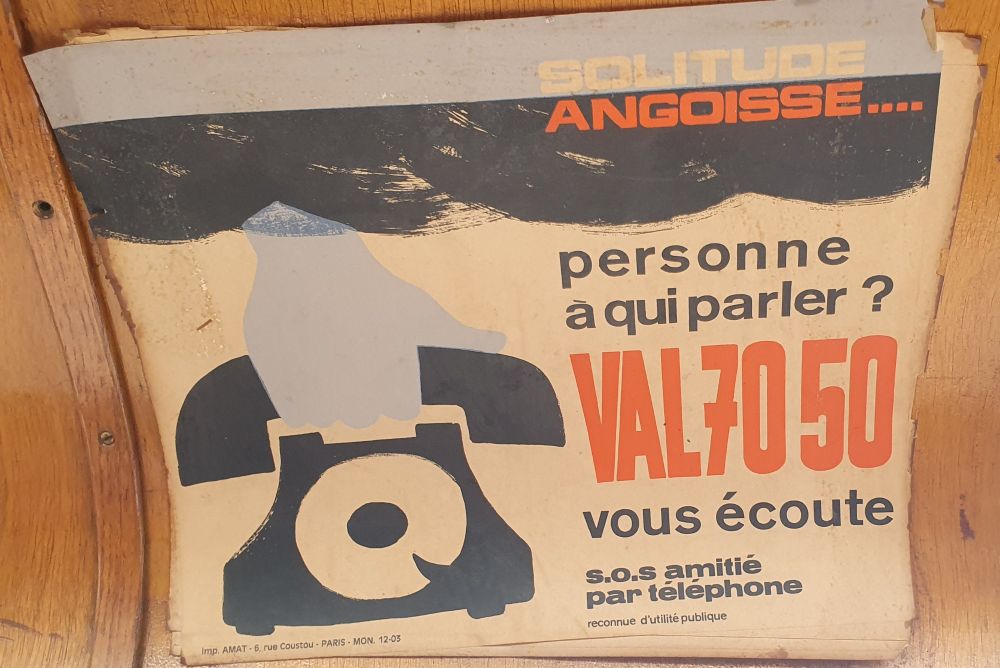 SOLITUDE
ANGOISSE....
personne
à qui parler ?
VAL 70 50
vous écoute
s.o.s amitié
par téléphone
reconnue d'utilité publique
Imp. AMAT - 6, rue Coustou - PARIS - MON. 12-03